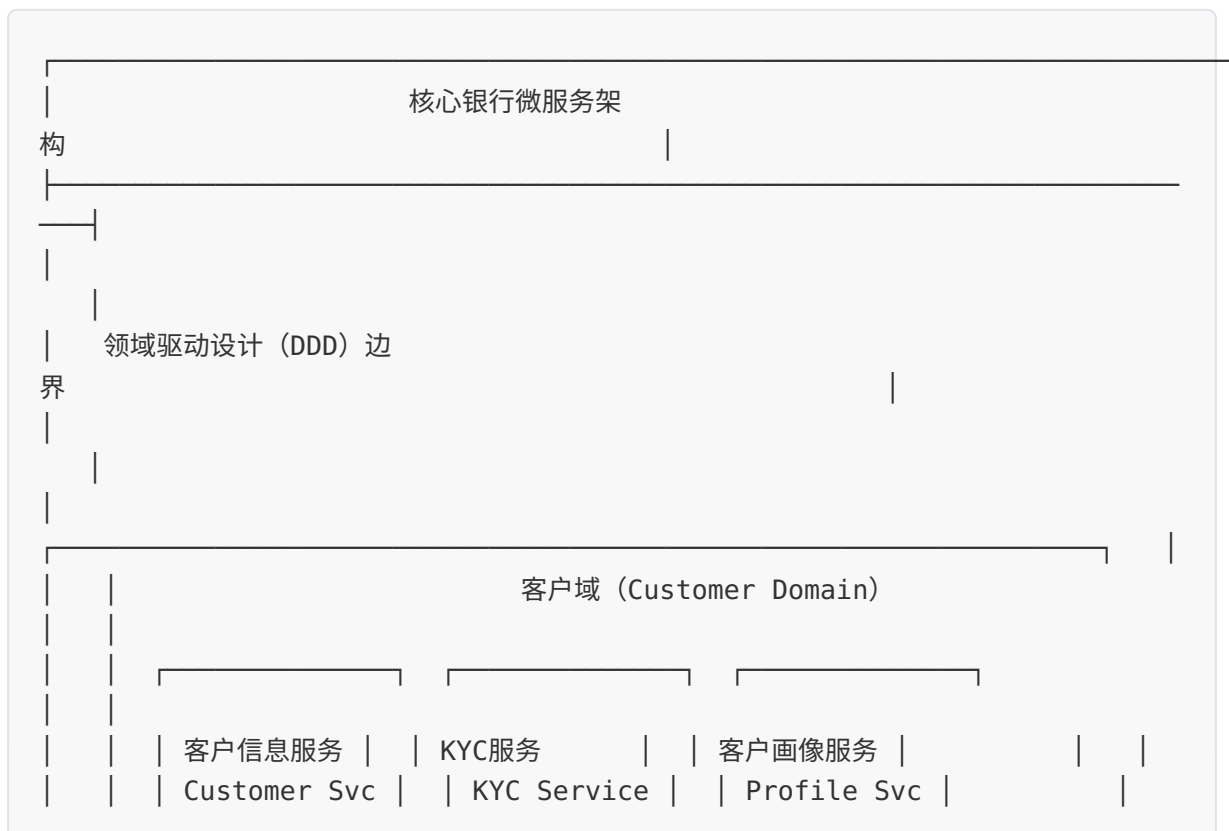 核心银行微服务架
构
领域驱动设计（DDD）边
界
客户域（Customer Domain）
客户信息服务 KYC服务 客户画像服务
Customer Svc KYC Service Profile Svc